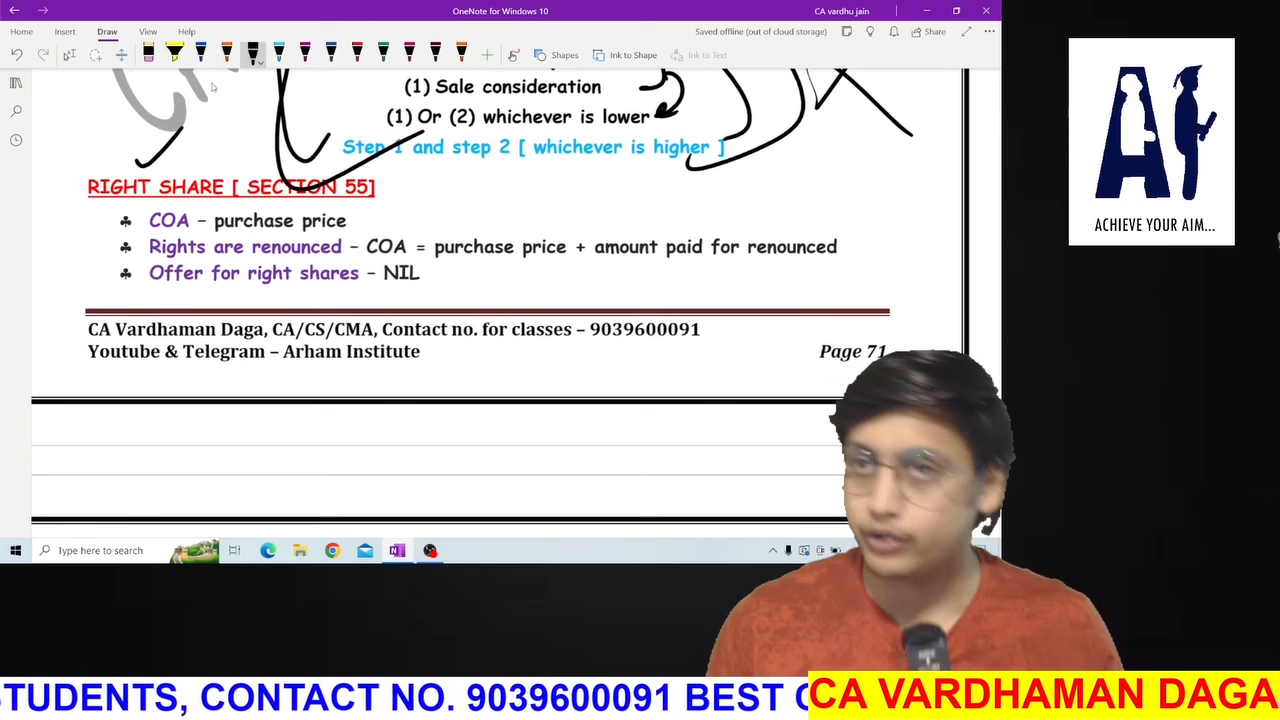 OneNote for Windows 10
CA vardhu jain
Home Insert Draw View Help
Saved offline (out of cloud storage)
Share
Shapes
Ink to Shape
Ink to Text
(1) Sale consideration
(1) Or (2) whichever is lower
Step 1 and step 2 [ whichever is higher ]
RIGHT SHARE [ SECTION 55]
♣ COA – purchase price
♣ Rights are renounced – COA = purchase price + amount paid for renounced
♣ Offer for right shares – NIL
CA Vardhaman Daga, CA/CS/CMA, Contact no. for classes – 9039600091
Youtube & Telegram – Arham Institute
Page 71
Type here to search
ACHIEVE YOUR AIM...
STUDENTS, CONTACT NO. 9039600091 BEST
CA VARDHAMAN DAGA